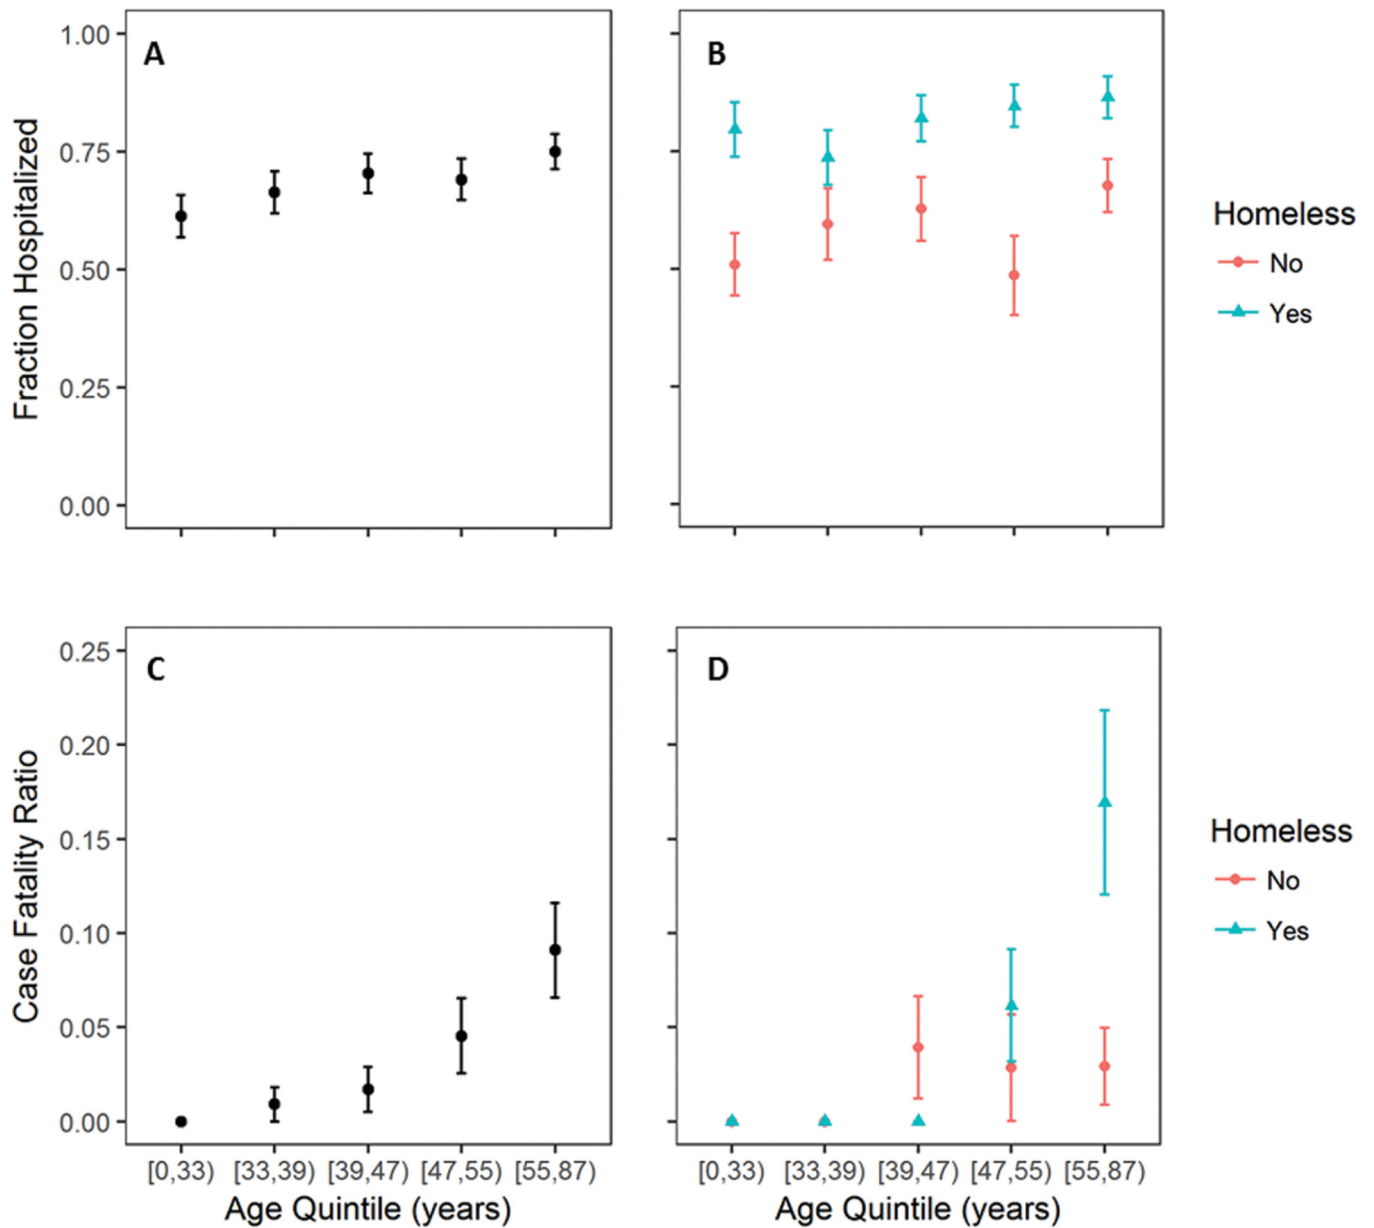 A
B
Fraction Hospitalized
1.00
0.75
0.50
0.25
0.00
Homeless
No
Yes
C
D
Case Fatality Ratio
0.25
0.20
0.15
0.10
0.05
0.00
Homeless
No
Yes
[0,33) [33,39) [39,47) [47,55) [55,87)
[0,33) [33,39) [39,47) [47,55) [55,87)
Age Quintile (years)
Age Quintile (years)